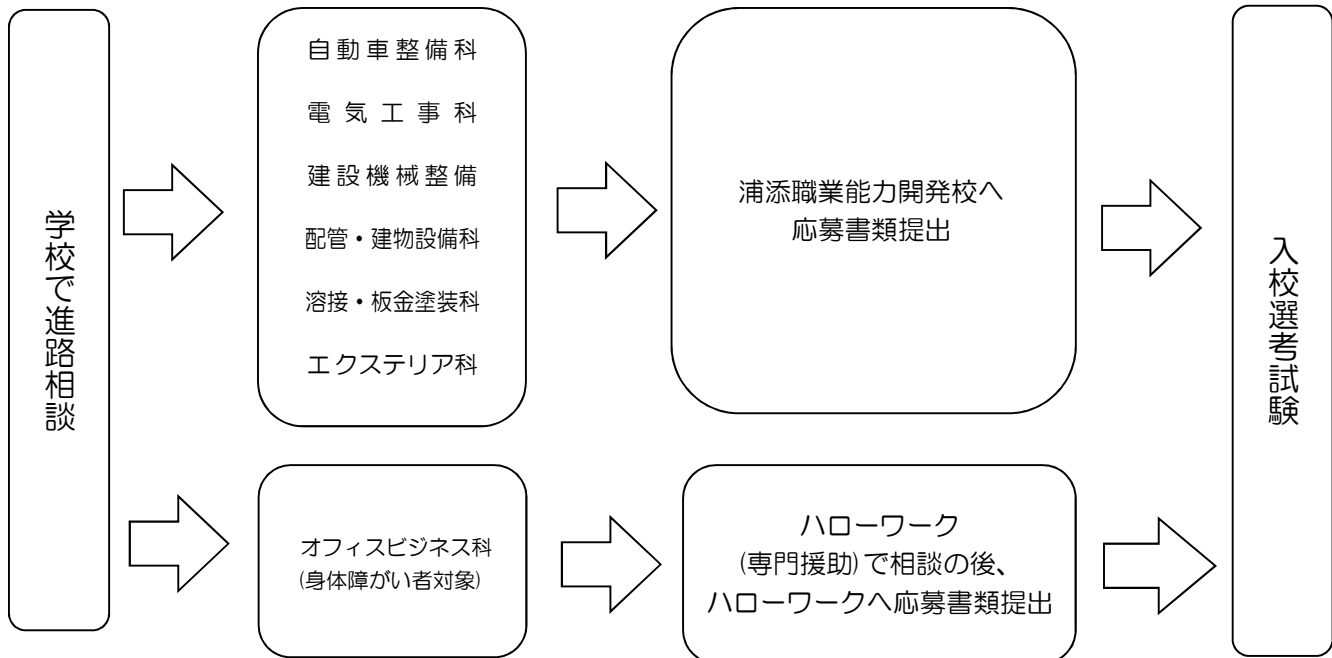 学校で進路相談
自動車整備科
電気工事科
建設機械整備
配管・建物設備科
溶接・板金塗装科
エクステリア科
浦添職業能力開発校へ
応募書類提出
オフィスビジネス科
(身体障がい者対象)
ハローワーク
(専門援助)で相談の後、
ハローワークへ応募書類提出
入校選考試験